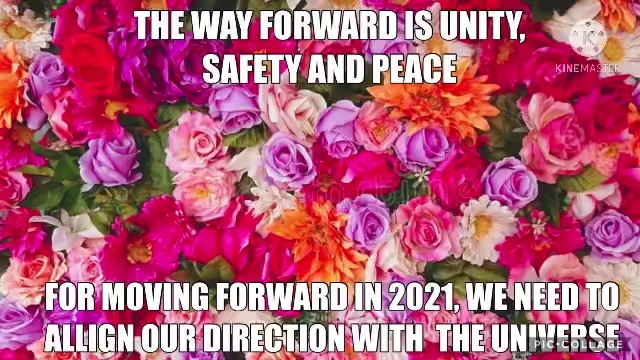 THE WAY FORWARD IS UNITY,
SAFETY AND PEACE
KINEMASTER
FOR MOVING FORWARD IN 2021, WE NEED TO
ALLIGN OUR DIRECTION WITH THE UNIVERSE
PIC-COLLAGE